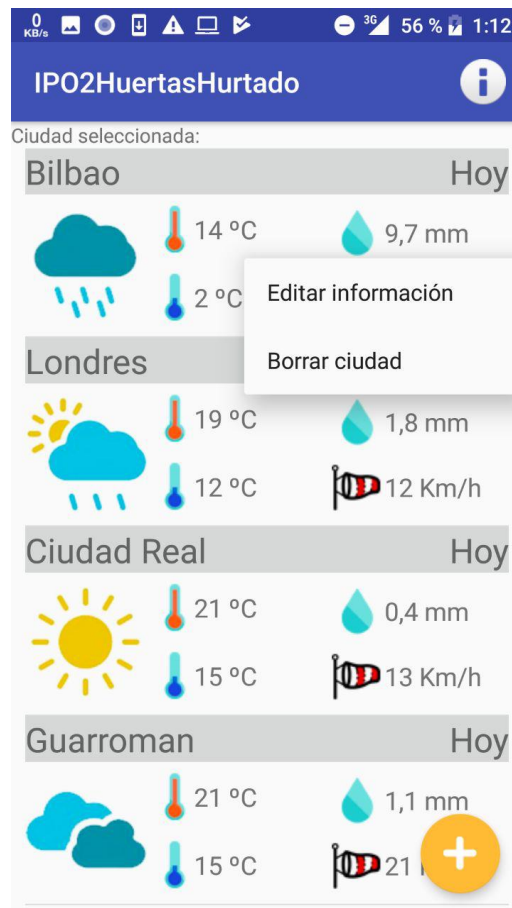 0 KB/s 3G 56 % 1:12
IPO2HuertasHurtado
Ciudad seleccionada:
Bilbao Hoy
14 ºC 9,7 mm
2 ºC
Editar información
Londres
Borrar ciudad
19 ºC 1,8 mm
12 ºC 12 Km/h
Ciudad Real Hoy
21 ºC 0,4 mm
15 ºC 13 Km/h
Guarroman Hoy
21 ºC 1,1 mm
15 ºC 21